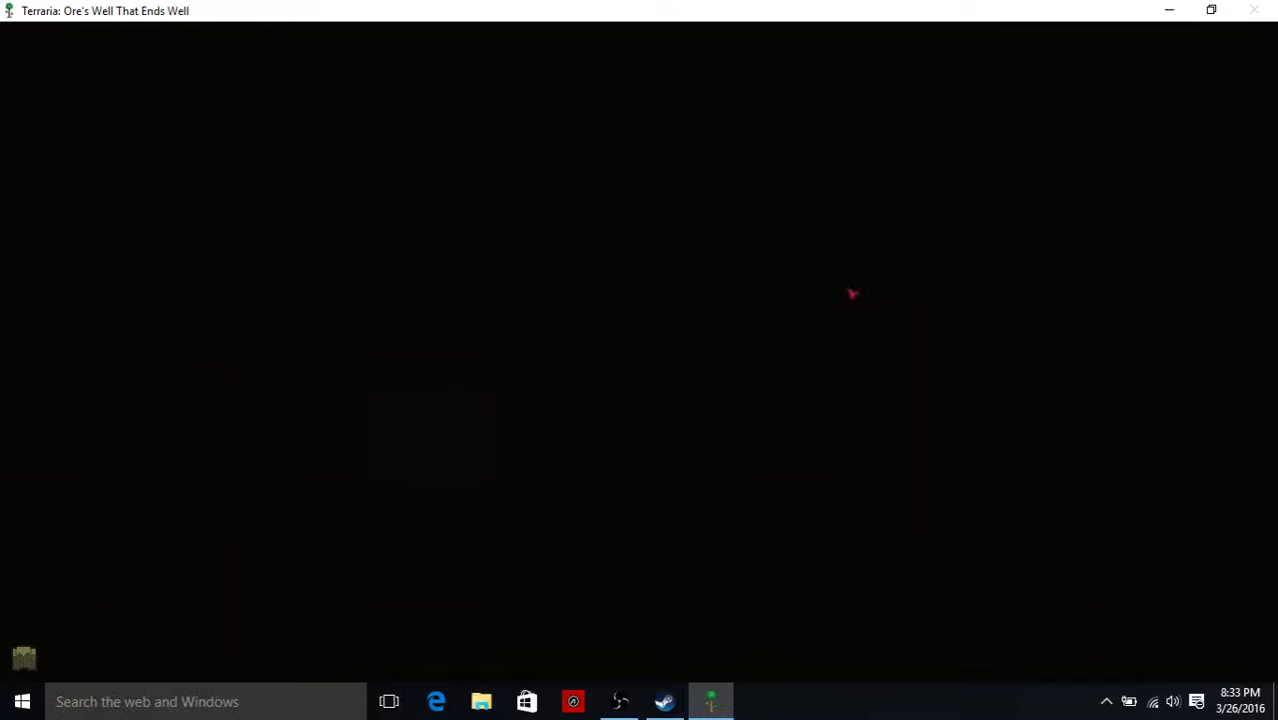 Terraria: Ore's Well That Ends Well
Search the web and Windows
8:33 PM
3/26/2016